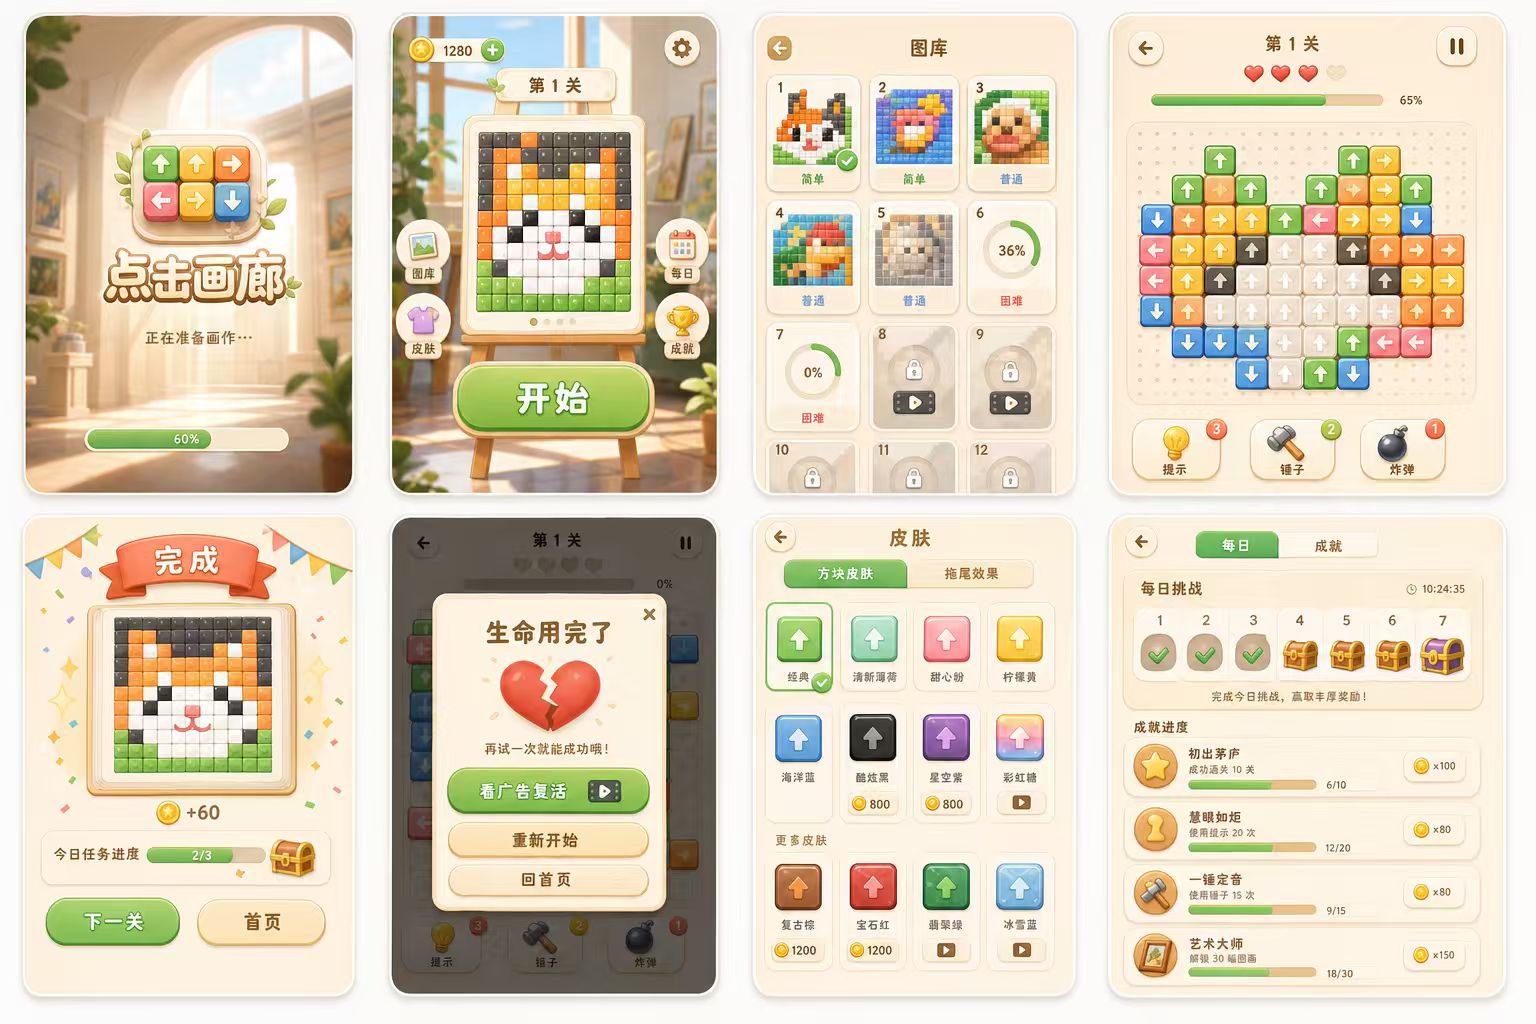 点击画廊
正在准备画作…
60%
1280
第 1 关
图库
每日
皮肤
成就
开始
图库
1
2
3
简单
简单
普通
4
5
6
36%
普通
普通
困难
7
8
9
0%
困难
10
11
12
第 1 关
65%
3
2
1
提示
锤子
炸弹
完成
+60
今日任务进度
2/3
下一关
首页
第 1 关
0%
生命用完了
再试一次就能成功哦!
看广告复活
重新开始
回首页
3
2
1
提示
锤子
炸弹
皮肤
方块皮肤
拖尾效果
经典
清新薄荷
甜心粉
柠檬黄
海洋蓝
酷炫黑
星空紫
彩虹糖
800
800
更多皮肤
复古棕
宝石红
翡翠绿
冰雪蓝
1200
1200
每日
成就
每日挑战
10:24:35
1
2
3
4
5
6
7
完成今日挑战，赢取丰厚奖励!
成就进度
初出茅庐
成功通关 10 关
6/10
×100
慧眼如炬
使用提示 20 次
12/20
×80
一锤定音
使用锤子 15 次
9/15
×80
艺术大师
解锁 30 幅图画
18/30
×150